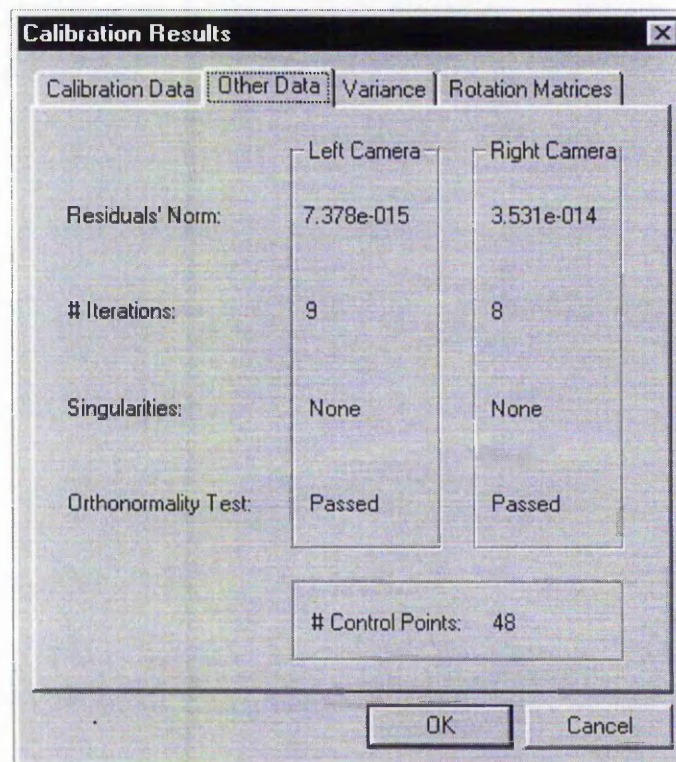 Calibration Results
Calibration Data Other Data Variance Rotation Matrices
Left Camera Right Camera
Residuals' Norm: 7.378e-015 3.531e-014
# Iterations: 9 8
Singularities: None None
Orthonormality Test: Passed Passed
# Control Points: 48
OK Cancel